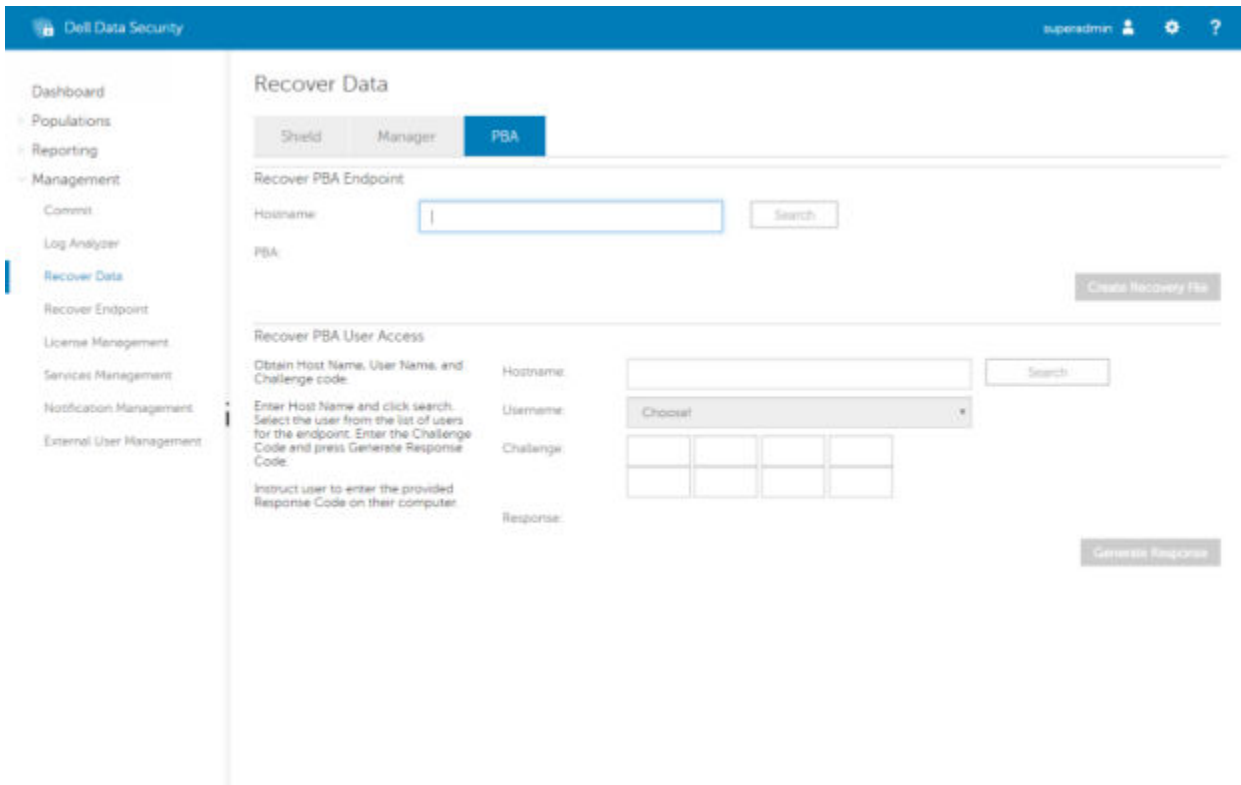 Dell Data Security
superadmin
?
Dashboard
Populations
Reporting
Management
Commit
Log Analyzer
Recover Data
Recover Endpoint
License Management
Services Management
Notification Management
External User Management
Recover Data
Shield
Manager
PBA
Recover PBA Endpoint
Hostname:
Search
PBA:
Create Recovery File
Recover PBA User Access
Obtain Host Name, User Name, and
Challenge code.
Enter Host Name and click search.
Select the user from the list of users
for the endpoint. Enter the Challenge
Code and press Generate Response
Code.
Instruct user to enter the provided
Response Code on their computer.
Hostname:
Search
Username:
Choose!
Challenge:
Response:
Generate Response